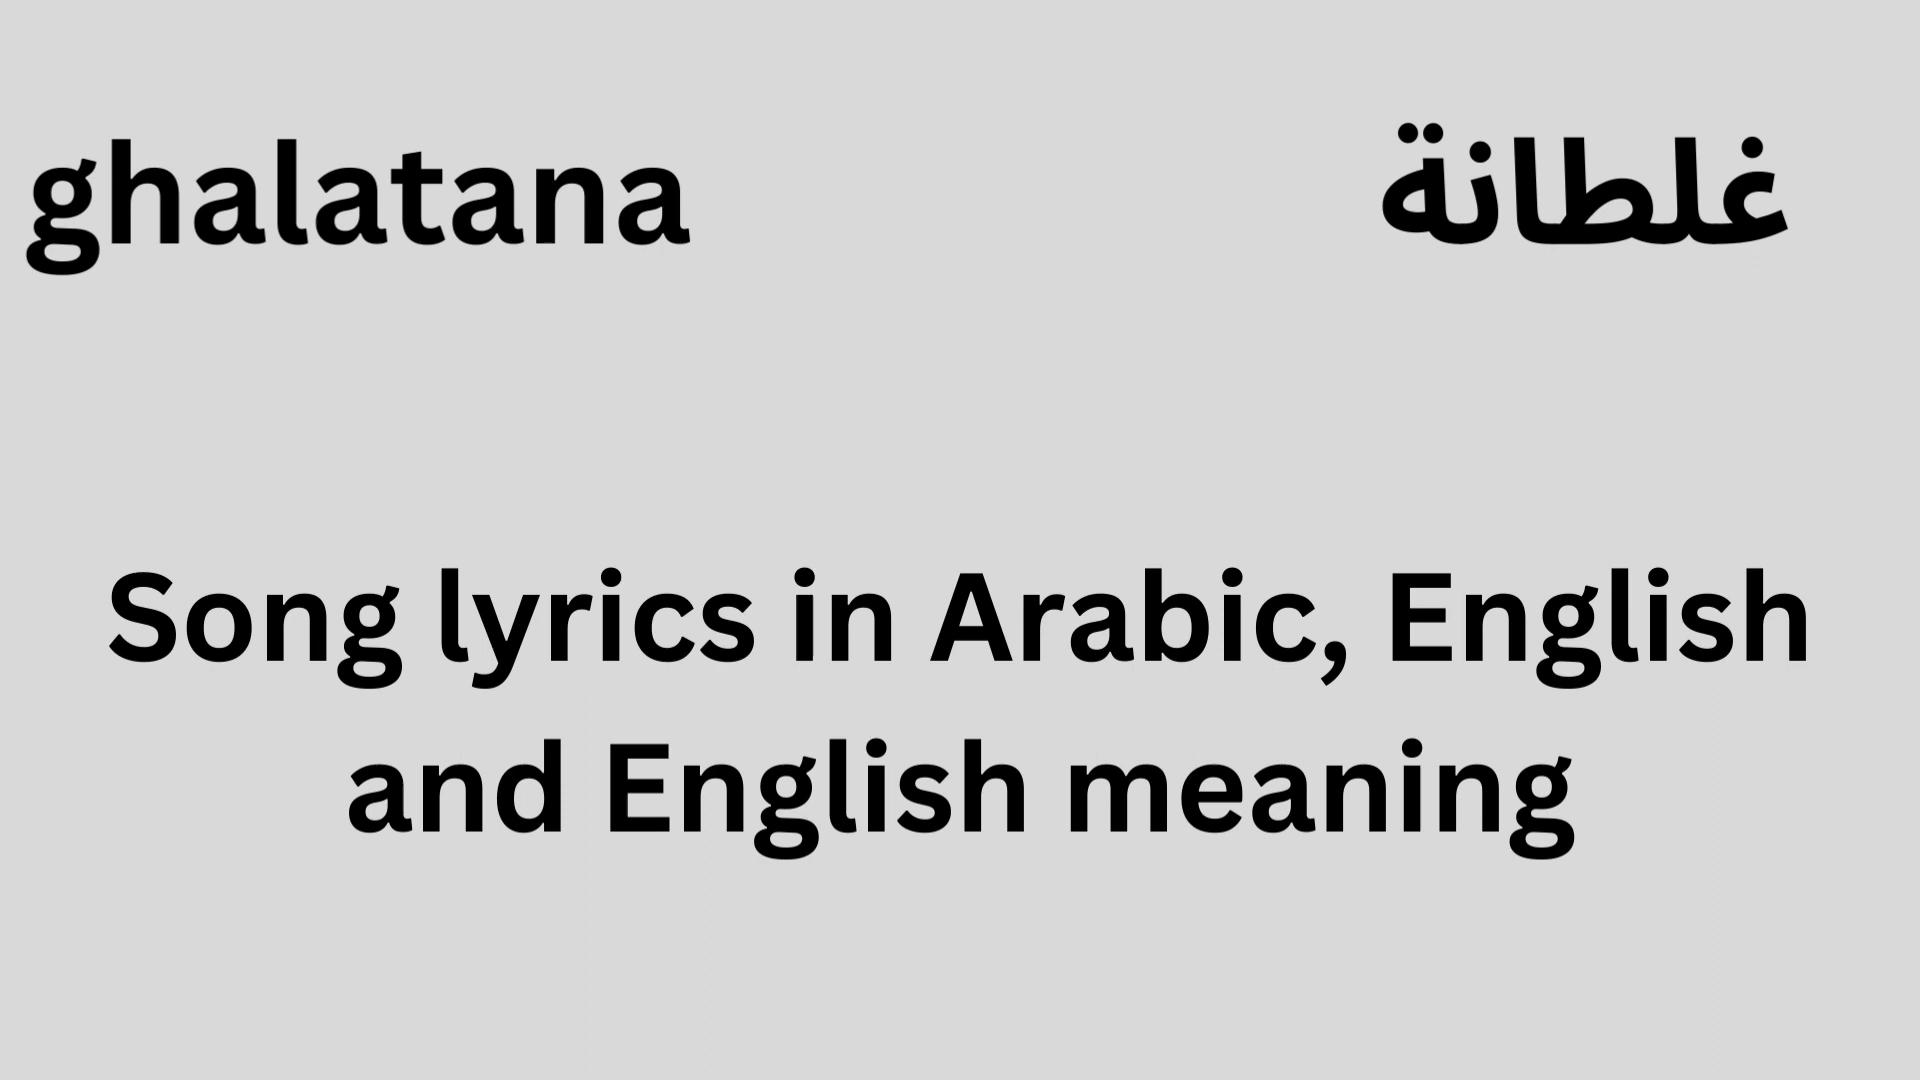 ghalatana غلطانة
Song lyrics in Arabic, English
and English meaning